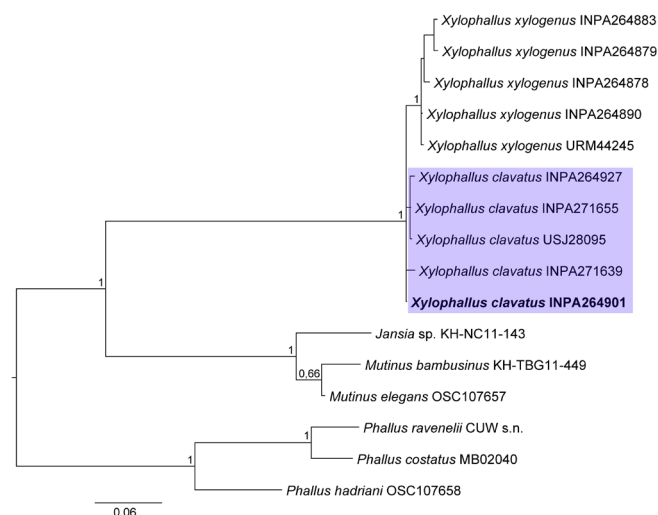 Xylophallus xylogenus INPA264883
Xylophallus xylogenus INPA264879
Xylophallus xylogenus INPA264878
1
Xylophallus xylogenus INPA264890
Xylophallus xylogenus URM44245
Xylophallus clavatus INPA264927
Xylophallus clavatus INPA271655
1
Xylophallus clavatus USJ28095
Xylophallus clavatus INPA271639
1
Xylophallus clavatus INPA264901
Jansia sp. KH-NC11-143
1
Mutinus bambusinus KH-TBG11-449
0,66
Mutinus elegans OSC107657
Phallus ravenelii CUW s.n.
1
Phallus costatus MB02040
1
Phallus hadriani OSC107658
0.06